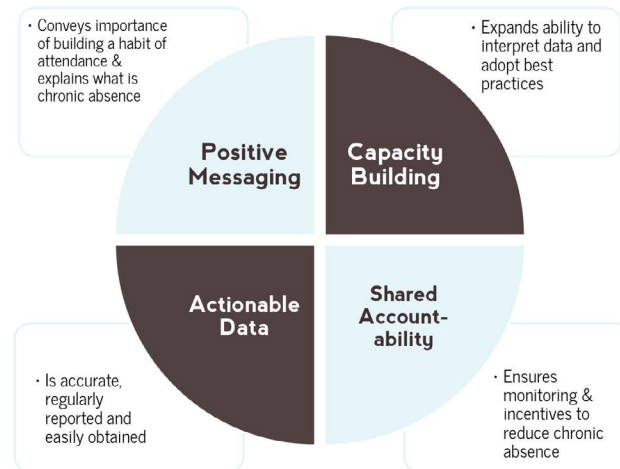 • Conveys importance
of building a habit of
attendance &
explains what is
chronic absence
• Expands ability to
interpret data and
adopt best
practices
Positive
Messaging
Capacity
Building
Actionable
Data
Shared
Account-
ability
• Is accurate,
regularly
reported and
easily obtained
• Ensures
monitoring &
incentives to
reduce chronic
absence